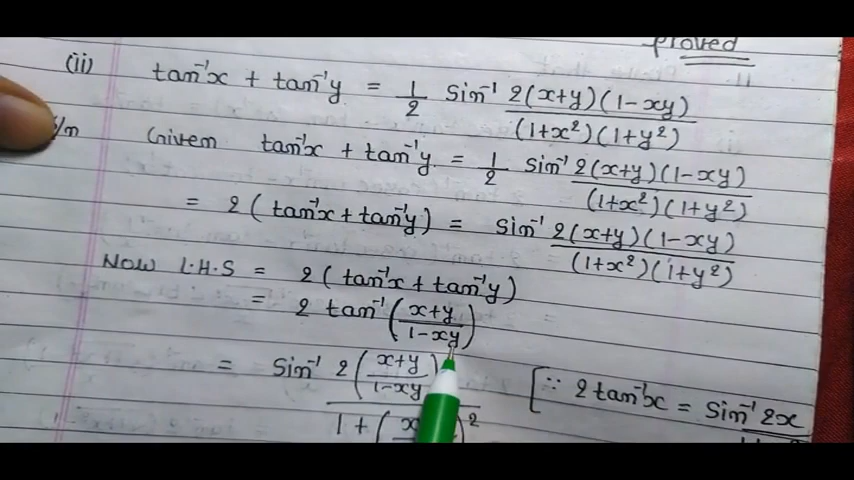 Proved
(ii) tan⁻¹x + tan⁻¹y = 1/2 Sin⁻¹ 2(x+y)(1-xy)/(1+x²)(1+y²)
Given tan⁻¹x + tan⁻¹y = 1/2 Sin⁻¹ 2(x+y)(1-xy)/(1+x²)(1+y²)
= 2(tan⁻¹x + tan⁻¹y) = Sin⁻¹ 2(x+y)(1-xy)/(1+x²)(1+y²)
Now L.H.S = 2(tan⁻¹x + tan⁻¹y)
= 2 tan⁻¹((x+y)/(1-xy))
= Sin⁻¹ 2((x+y)/(1-xy)/1+(x)² [∵ 2tan⁻¹x = Sin⁻¹ 2x